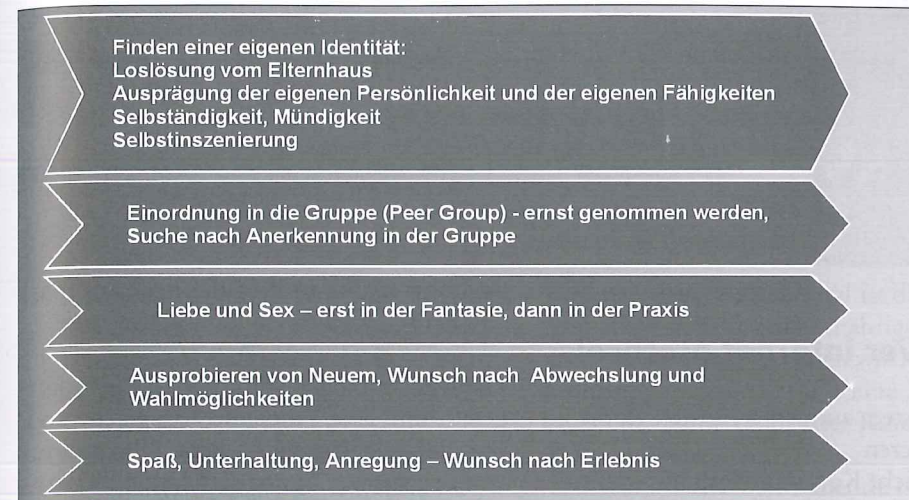 Finden einer eigenen Identität:
Loslösung vom Elternhaus
Ausprägung der eigenen Persönlichkeit und der eigenen Fähigkeiten
Selbständigkeit, Mündigkeit
Selbstinszenierung
Einordnung in die Gruppe (Peer Group) - ernst genommen werden,
Suche nach Anerkennung in der Gruppe
Liebe und Sex – erst in der Fantasie, dann in der Praxis
Ausprobieren von Neuem, Wunsch nach Abwechslung und
Wahlmöglichkeiten
Spaß, Unterhaltung, Anregung – Wunsch nach Erlebnis